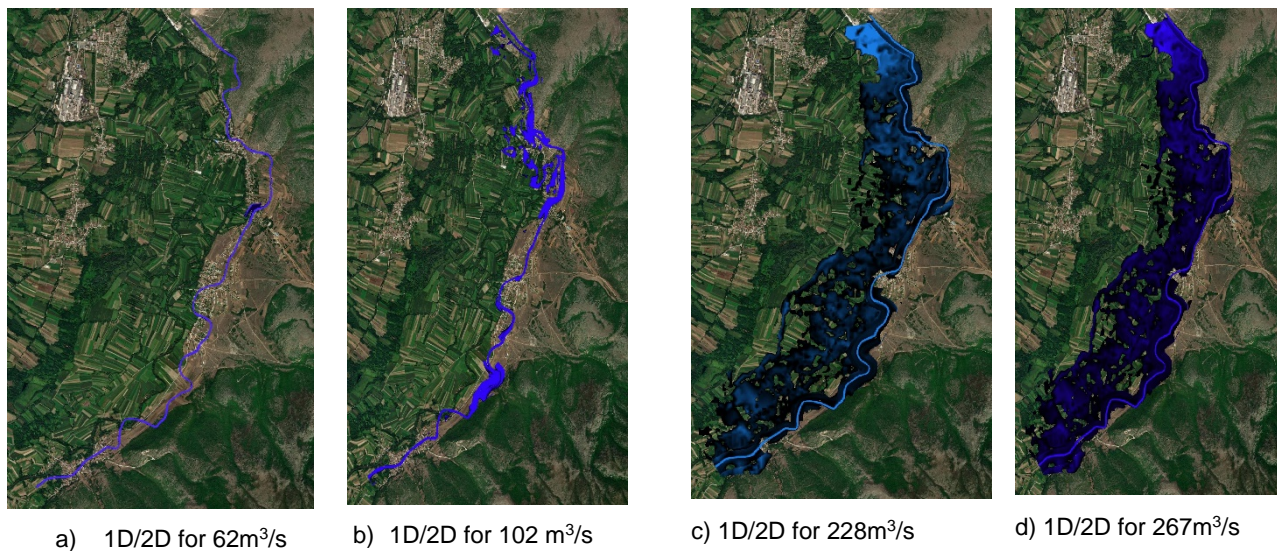 a) 1D/2D for 62m³/s
b) 1D/2D for 102 m³/s
c) 1D/2D for 228m³/s
d) 1D/2D for 267m³/s